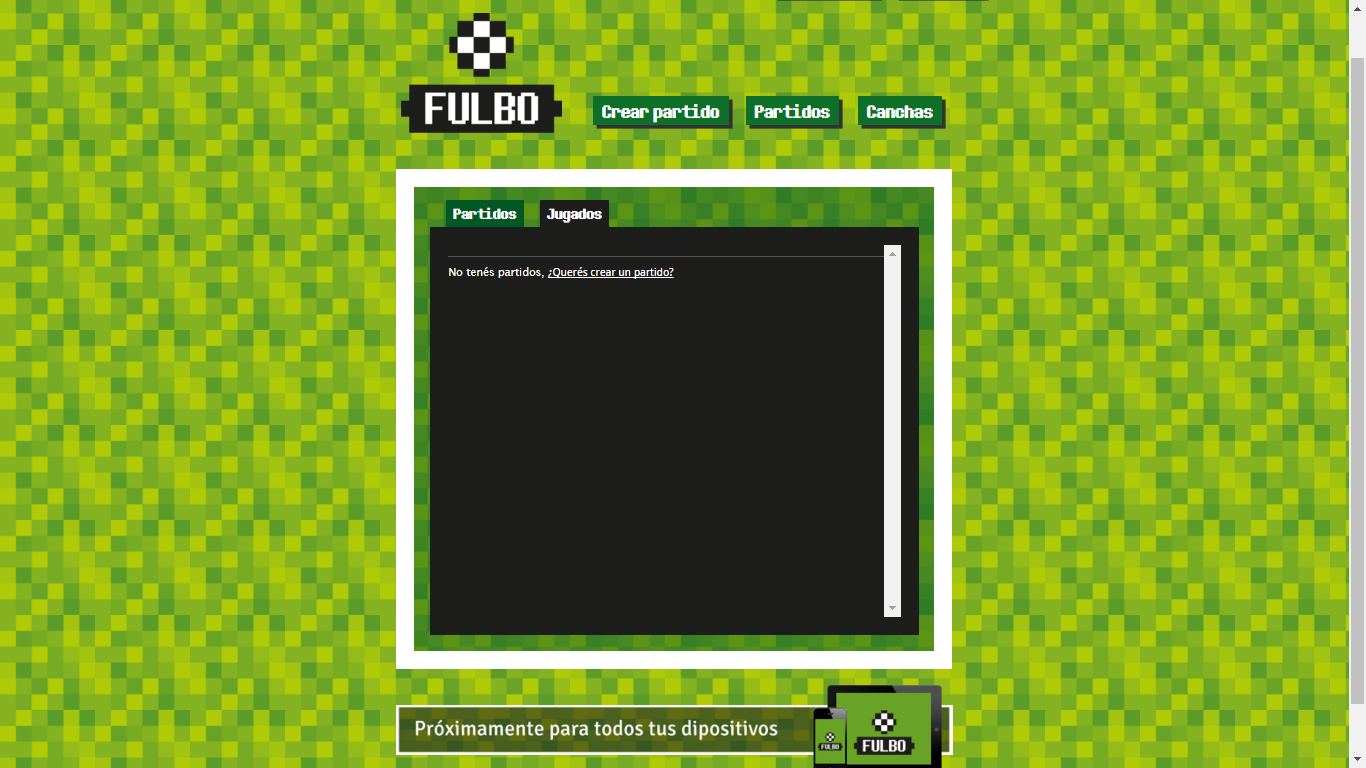 FULBO
Crear partido
Partidos
Canchas
Partidos
Jugados
No tenés partidos, ¿Querés crear un partido?
Próximamente para todos tus dipositivos
FULBO
FULBO